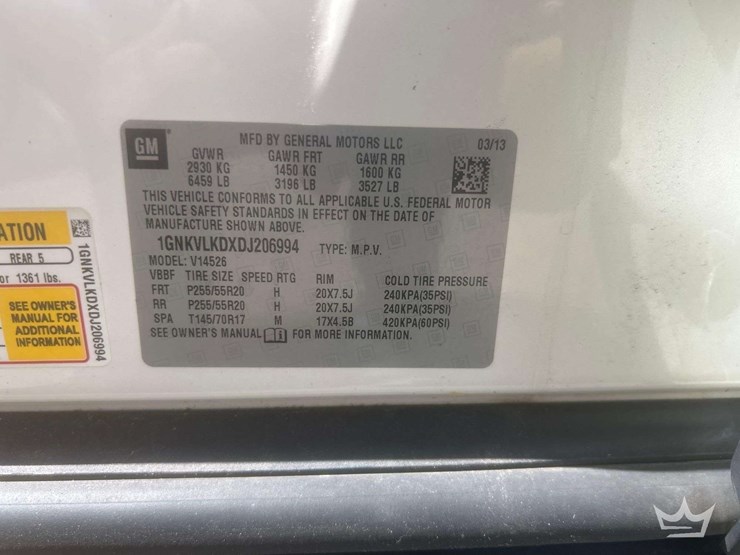 GM
MFD BY GENERAL MOTORS LLC 03/13
GVWR GAWR FRT GAWR RR
2930 KG 1450 KG 1600 KG
6459 LB 3196 LB 3527 LB
THIS VEHICLE CONFORMS TO ALL APPLICABLE U.S. FEDERAL MOTOR
VEHICLE SAFETY STANDARDS IN EFFECT ON THE DATE OF
MANUFACTURE SHOWN ABOVE.
1GNKVLKDXDJ206994 TYPE: M.P.V.
MODEL: V14526
VBBF TIRE SIZE SPEED RTG RIM COLD TIRE PRESSURE
FRT P255/55R20 H 20X7.5J 240KPA(35PSI)
RR P255/55R20 H 20X7.5J 240KPA(35PSI)
SPA T145/70R17 M 17X4.5B 420KPA(60PSI)
SEE OWNER'S MANUAL FOR MORE INFORMATION.
ATION
REAR 5
or 1361 lbs.
SEE OWNER'S
MANUAL FOR
ADDITIONAL
INFORMATION
1GNKVLKDXDJ206994